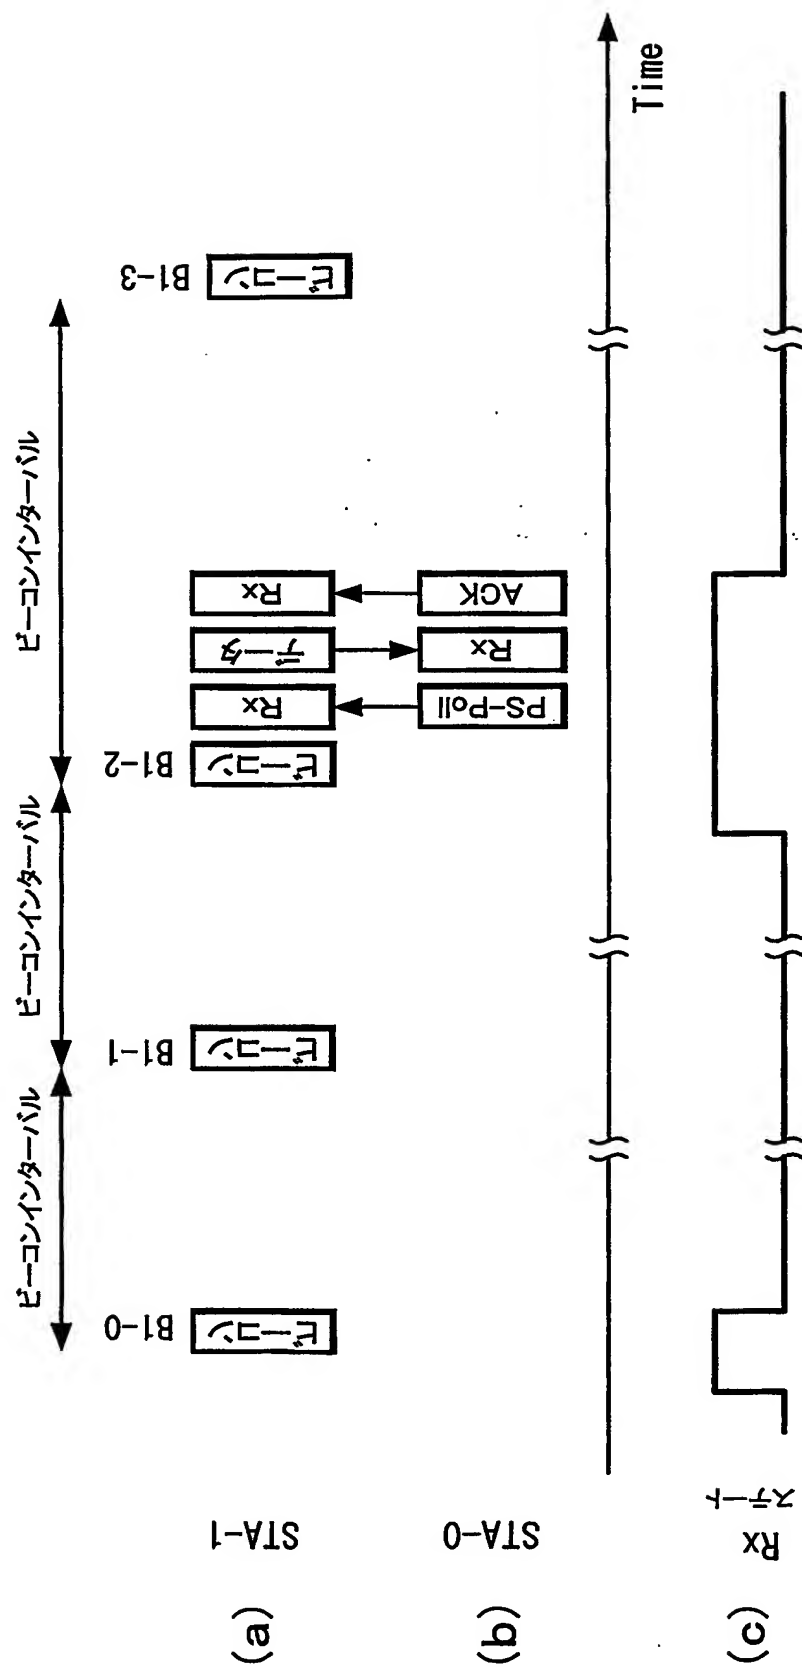 ビーコンインターバル
ビーコンインターバル
ビーコンインターバル
(a)
STA-1
B1-0
ビーコン
B1-1
ビーコン
B1-2
ビーコン
Rx
データ
Rx
B1-3
ビーコン
(b)
STA-0
PS-Poll
Rx
ACK
Time
(c)
Rx
ステート